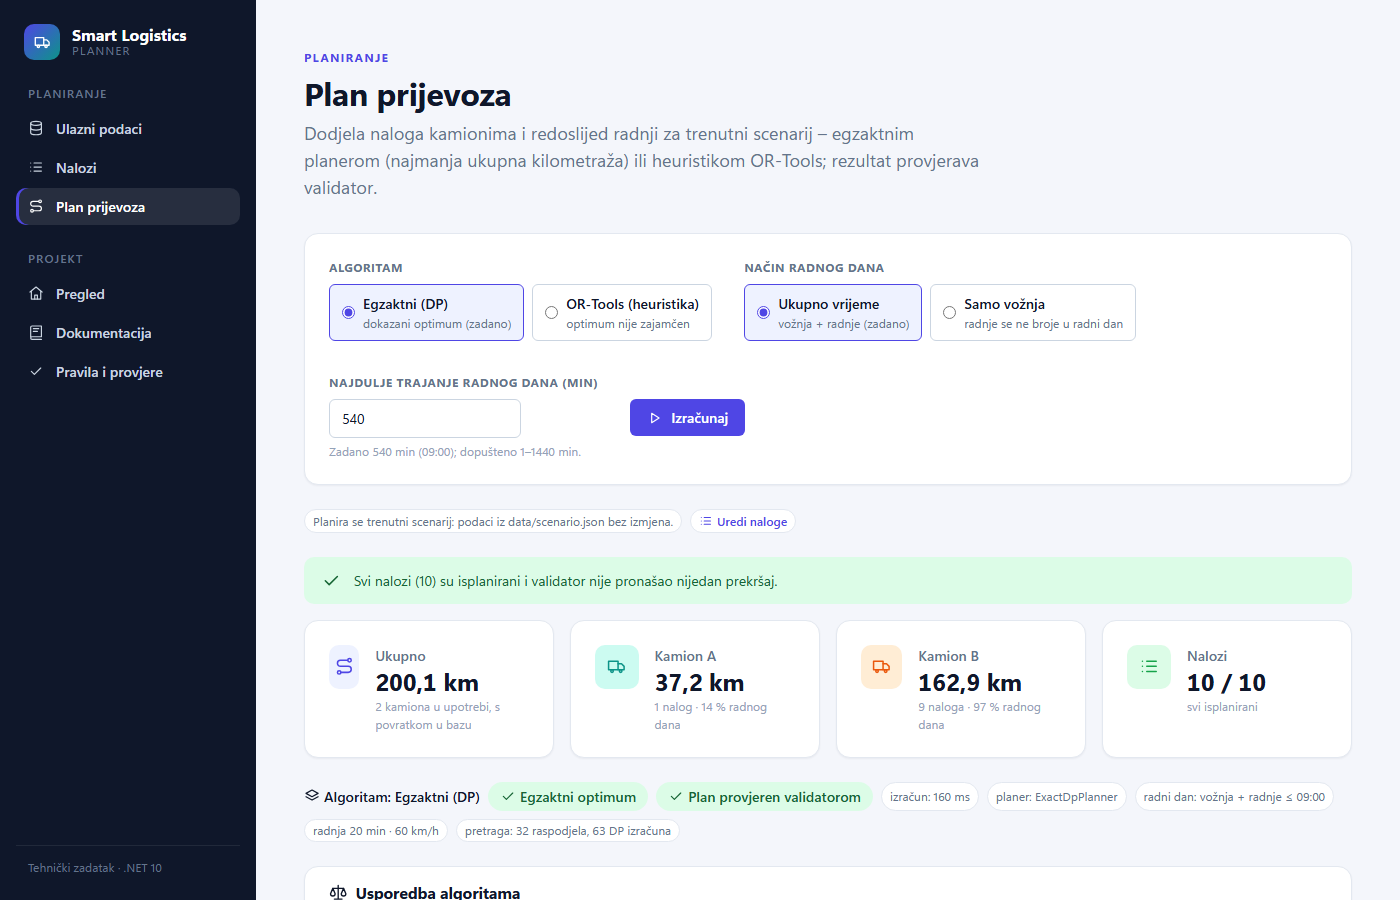 Smart Logistics
PLANNER
PLANIRANJE
Ulazni podaci
Nalozi
Plan prijevoza
PROJEKT
Pregled
Dokumentacija
Pravila i provjere
Tehnički zadatak · .NET 10
PLANIRANJE
Plan prijevoza
Dodjela naloga kamionima i redoslijed radnji za trenutni scenarij – egzaktnim
planerom (najmanja ukupna kilometraža) ili heuristikom OR-Tools; rezultat provjerava
validator.
ALGORITAM
Egzaktni (DP)
dokazani optimum (zadano)
OR-Tools (heuristika)
optimum nije zajamčen
NAČIN RADNOG DANA
Ukupno vrijeme
vožnja + radnje (zadano)
Samo vožnja
radnje se ne broje u radni dan
NAJDULJE TRAJANJE RADNOG DANA (MIN)
540
Izračunaj
Zadano 540 min (09:00); dopušteno 1–1440 min.
Planira se trenutni scenarij: podaci iz data/scenario.json bez izmjena.
Uredi naloge
Svi nalozi (10) su isplanirani i validator nije pronašao nijedan prekršaj.
Ukupno
200,1 km
2 kamiona u upotrebi, s
povratkom u bazu
Kamion A
37,2 km
1 nalog · 14 % radnog
dana
Kamion B
162,9 km
9 naloga · 97 % radnog
dana
Nalozi
10 / 10
svi isplanirani
Algoritam: Egzaktni (DP)
Egzaktni optimum
Plan provjeren validatorom
izračun: 160 ms
planer: ExactDpPlanner
radni dan: vožnja + radnje ≤ 09:00
radnja 20 min · 60 km/h
pretraga: 32 raspodjela, 63 DP izračuna
Usporedba algoritama